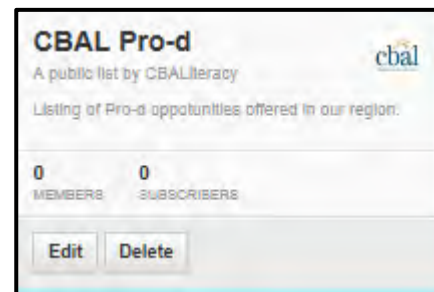 CBAL Pro-d
cbal
A public list by CBALiteracy
Listing of Pro-d oppotunities offered in our region.
0 0
MEMBERS SUBSCRIBERS
Edit Delete